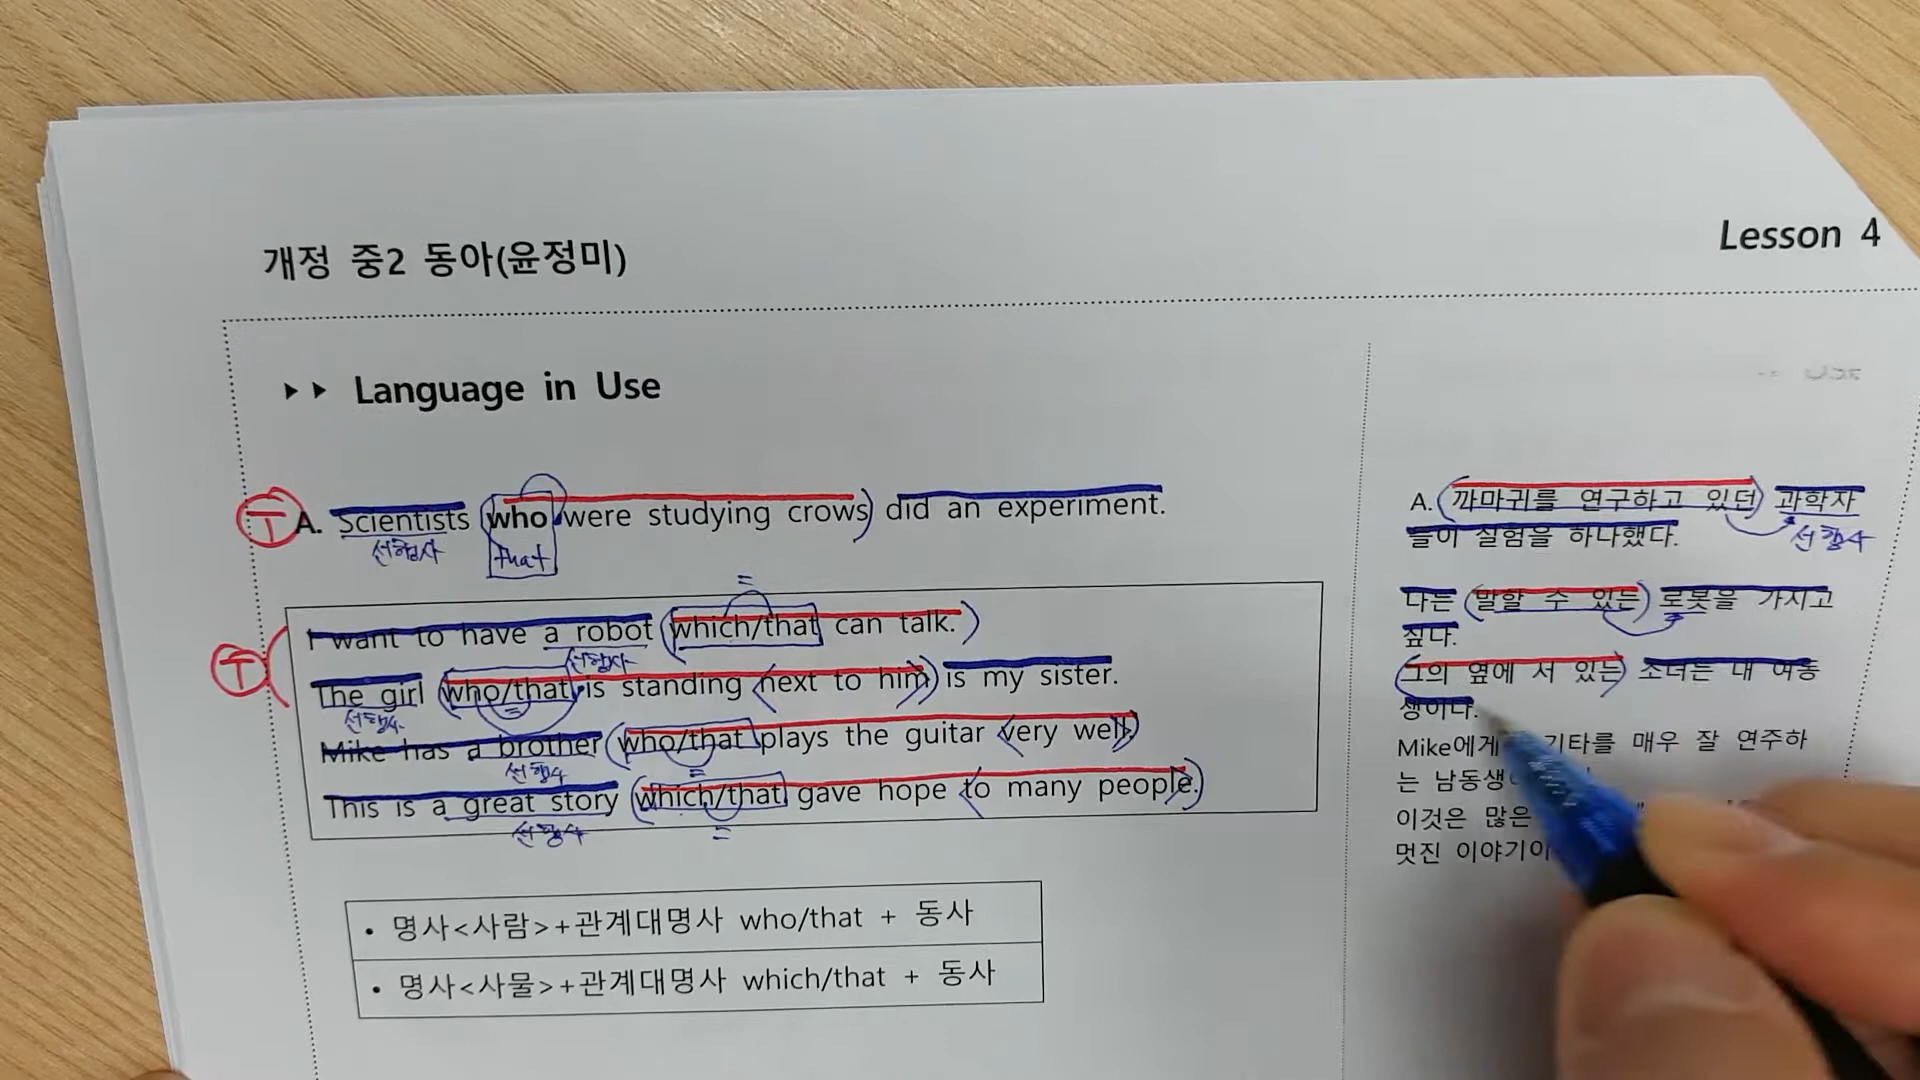 개정 중2 동아(윤정미)
Lesson 4
▸▸ Language in Use
T A. Scientists who were studying crows) did an experiment.
선행사 that
=
T I want to have a robot (which/that can talk.)
선행사
The girl (who/that is standing <next to him>) is my sister.
선행사 =
Mike has a brother (who/that plays the guitar <very well>)
선행사 =
This is a great story (which/that gave hope <to many people.>)
선행사 =
• 명사<사람>+관계대명사 who/that + 동사
• 명사<사물>+관계대명사 which/that + 동사
A. (까마귀를 연구하고 있던) 과학자
들이 실험을 하나했다. 선행사
나는 (말할 수 있는) 로봇을 가지고
싶다.
(그의 옆에 서 있는) 소녀는 내 여동
생이다.
Mike에게 기타를 매우 잘 연주하
는 남동생
이것은 많은
멋진 이야기이